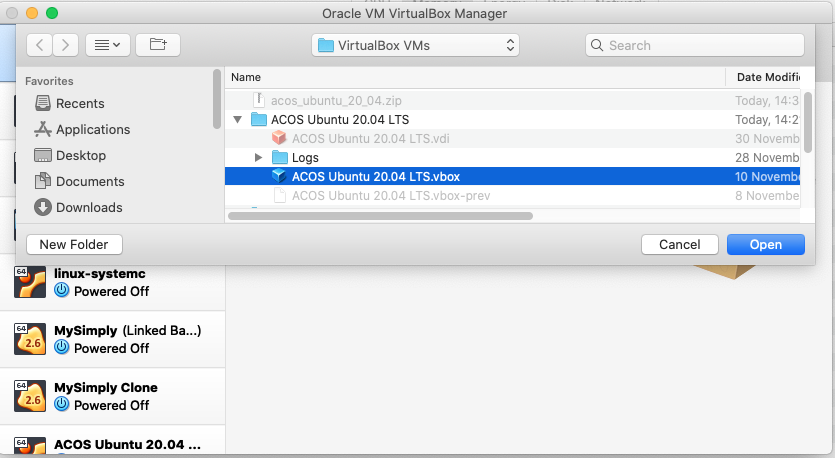 Oracle VM VirtualBox Manager
VirtualBox VMs
Search
Favorites
Recents
Applications
Desktop
Documents
Downloads
Name
Date Modifi
acos_ubuntu_20_04.zip
Today, 14:3
ACOS Ubuntu 20.04 LTS
Today, 14:2
ACOS Ubuntu 20.04 LTS.vdi
30 Novembe
Logs
28 Novembe
ACOS Ubuntu 20.04 LTS.vbox
10 Novembe
ACOS Ubuntu 20.04 LTS.vbox-prev
8 Novembe
New Folder
Cancel
Open
64
linux-systemc
Powered Off
64
2.6
MySimply (Linked Ba...)
Powered Off
64
2.6
MySimply Clone
Powered Off
64
ACOS Ubuntu 20.04 ...